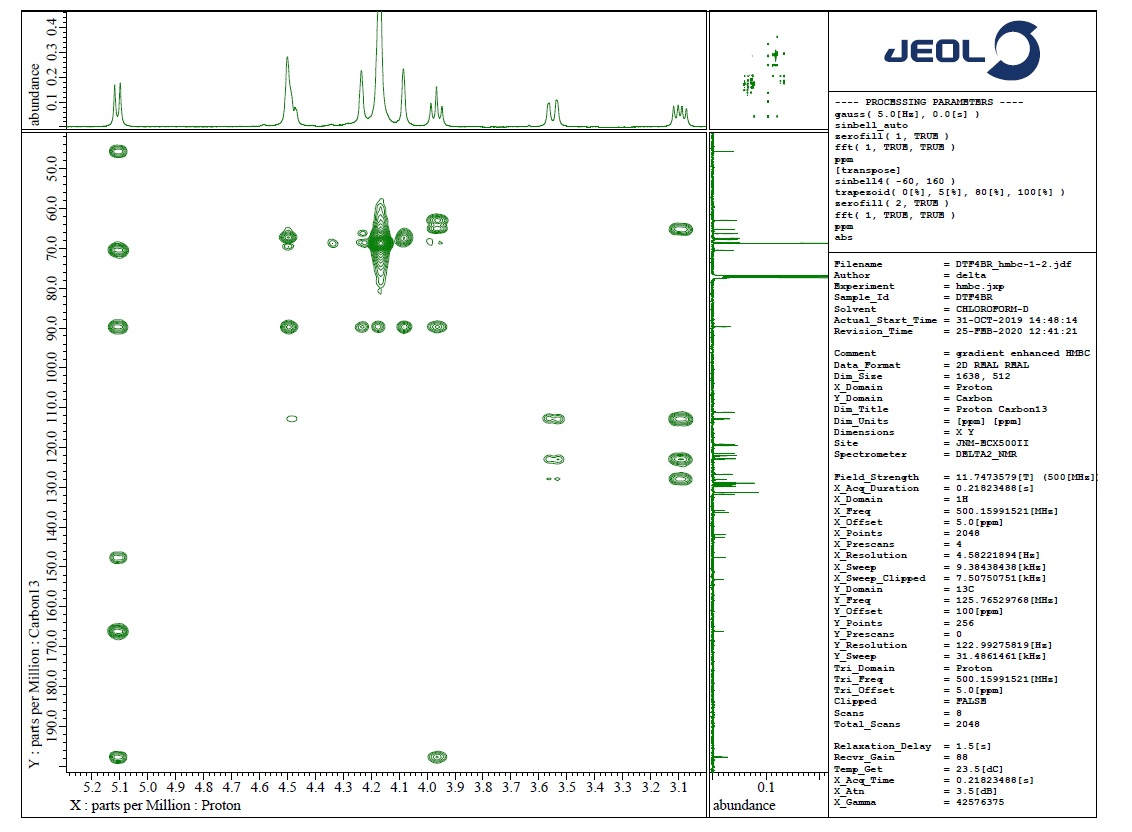 abundance
0.1 0.2 0.3 0.4
JEOL
---- PROCESSING PARAMETERS ----
gauss( 5.0[Hz], 0.0[s] )
sinbell_auto
zerofill( 1, TRUE )
fft( 1, TRUE, TRUE )
ppm
[transpose]
sinbell4( -60, 160 )
trapezoid( 0[%], 5[%], 80[%], 100[%] )
zerofill( 2, TRUE )
fft( 1, TRUE, TRUE )
ppm
abs
Filename = DTP4BR_hmbc-1-2.jdf
Author = delta
Experiment = hmbc.jxp
Sample_Id = DTP4BR
Solvent = CHLOROFORM-D
Actual_Start_Time = 31-OCT-2019 14:48:14
Revision_Time = 25-FEB-2020 12:41:21
Comment = gradient enhanced HMBC
Data_Format = 2D REAL REAL
Dim_Size = 1638, 512
X_Domain = Proton
Y_Domain = Carbon
Dim_Title = Proton Carbon13
Dim_Units = [ppm] [ppm]
Dimensions = X Y
Site = JNM-ECX500II
Spectrometer = DELTA2_NMR
Field_Strength = 11.7473579[T] (500[MHz])
X_Acq_Duration = 0.21823488[s]
X_Domain = 1H
X_Freq = 500.15991521[MHz]
X_Offset = 5.0[ppm]
X_Points = 2048
X_Prescans = 4
X_Resolution = 4.58221894[Hz]
X_Sweep = 9.38438438[kHz]
X_Sweep_Clipped = 7.50750751[kHz]
Y_Domain = 13C
Y_Freq = 125.76529768[MHz]
Y_Offset = 100[ppm]
Y_Points = 256
Y_Prescans = 0
Y_Resolution = 122.99275819[Hz]
Y_Sweep = 31.4861461[kHz]
Tri_Domain = Proton
Tri_Freq = 500.15991521[MHz]
Tri_Offset = 5.0[ppm]
Clipped = FALSE
Scans = 8
Total_Scans = 2048
Relaxation_Delay = 1.5[s]
Recvr_Gain = 88
Temp_Get = 23.5[dC]
X_Acq_Time = 0.21823488[s]
X_Atn = 3.5[dB]
X_Gamma = 42576375
Y : parts per Million : Carbon13
190.0 180.0 170.0 160.0 150.0 140.0 130.0 120.0 110.0 100.0 90.0 80.0 70.0 60.0 50.0
5.2 5.1 5.0 4.9 4.8 4.7 4.6 4.5 4.4 4.3 4.2 4.1 4.0 3.9 3.8 3.7 3.6 3.5 3.4 3.3 3.2 3.1
X : parts per Million : Proton
0.1
abundance